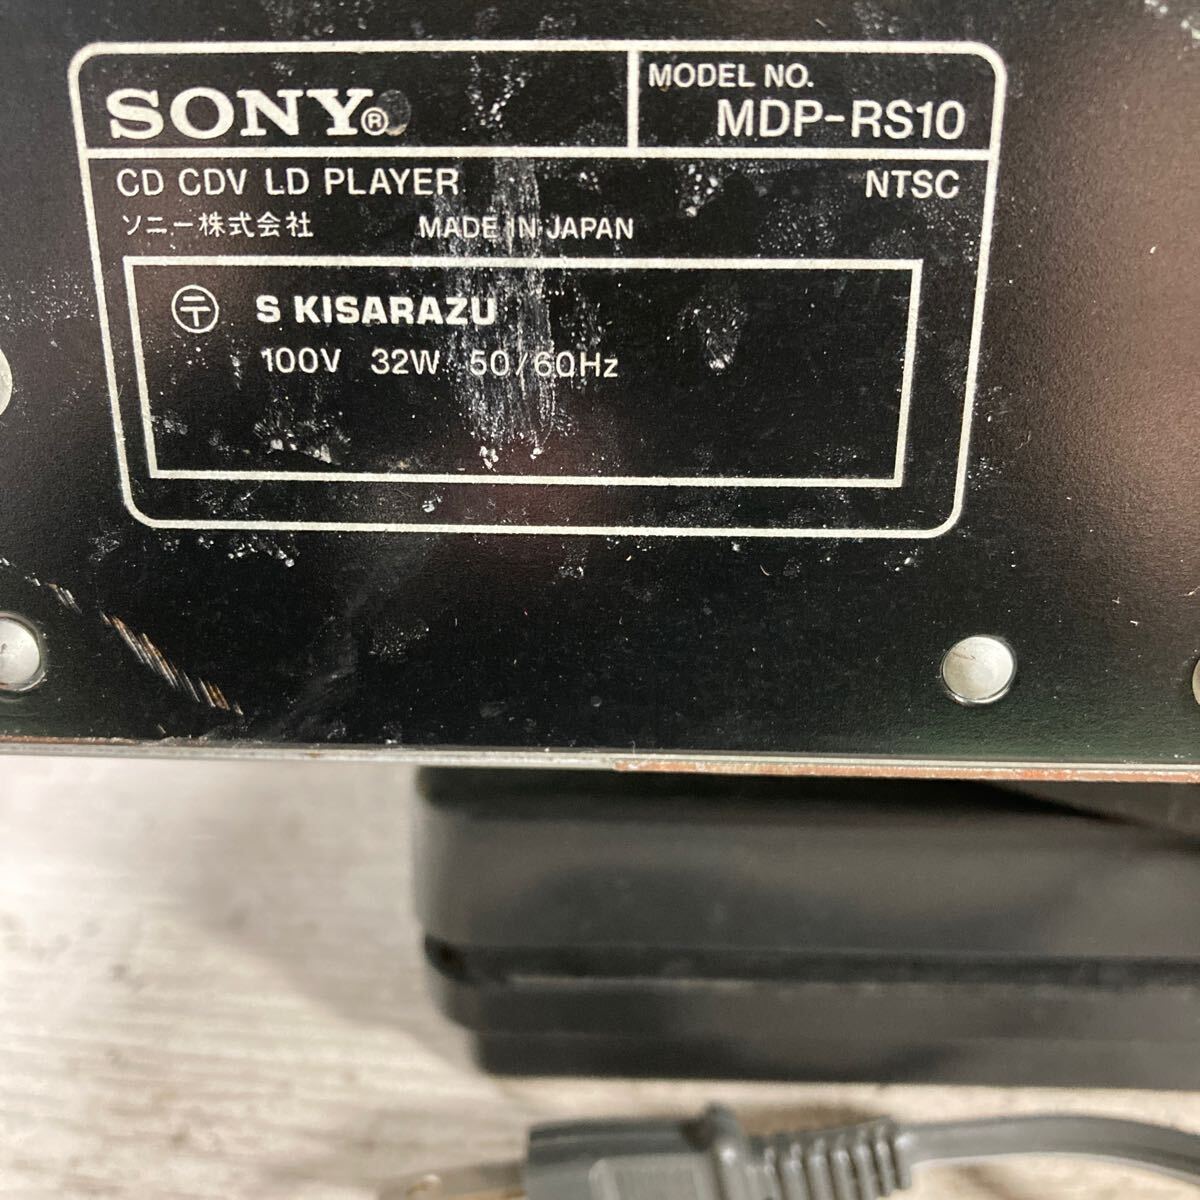 SONY®
MODEL NO.
MDP-RS10
CD CDV LD PLAYER
NTSC
ソニー株式会社 MADE IN JAPAN
〒 S KISARAZU
100V 32W 50/60Hz